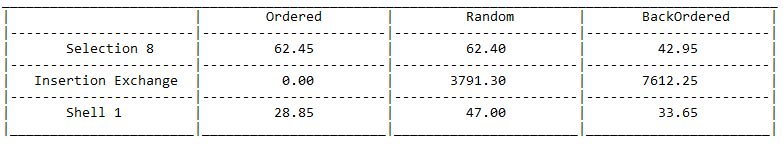 Ordered Random BackOrdered
Selection 8 62.45 62.40 42.95
Insertion Exchange 0.00 3791.30 7612.25
Shell 1 28.85 47.00 33.65